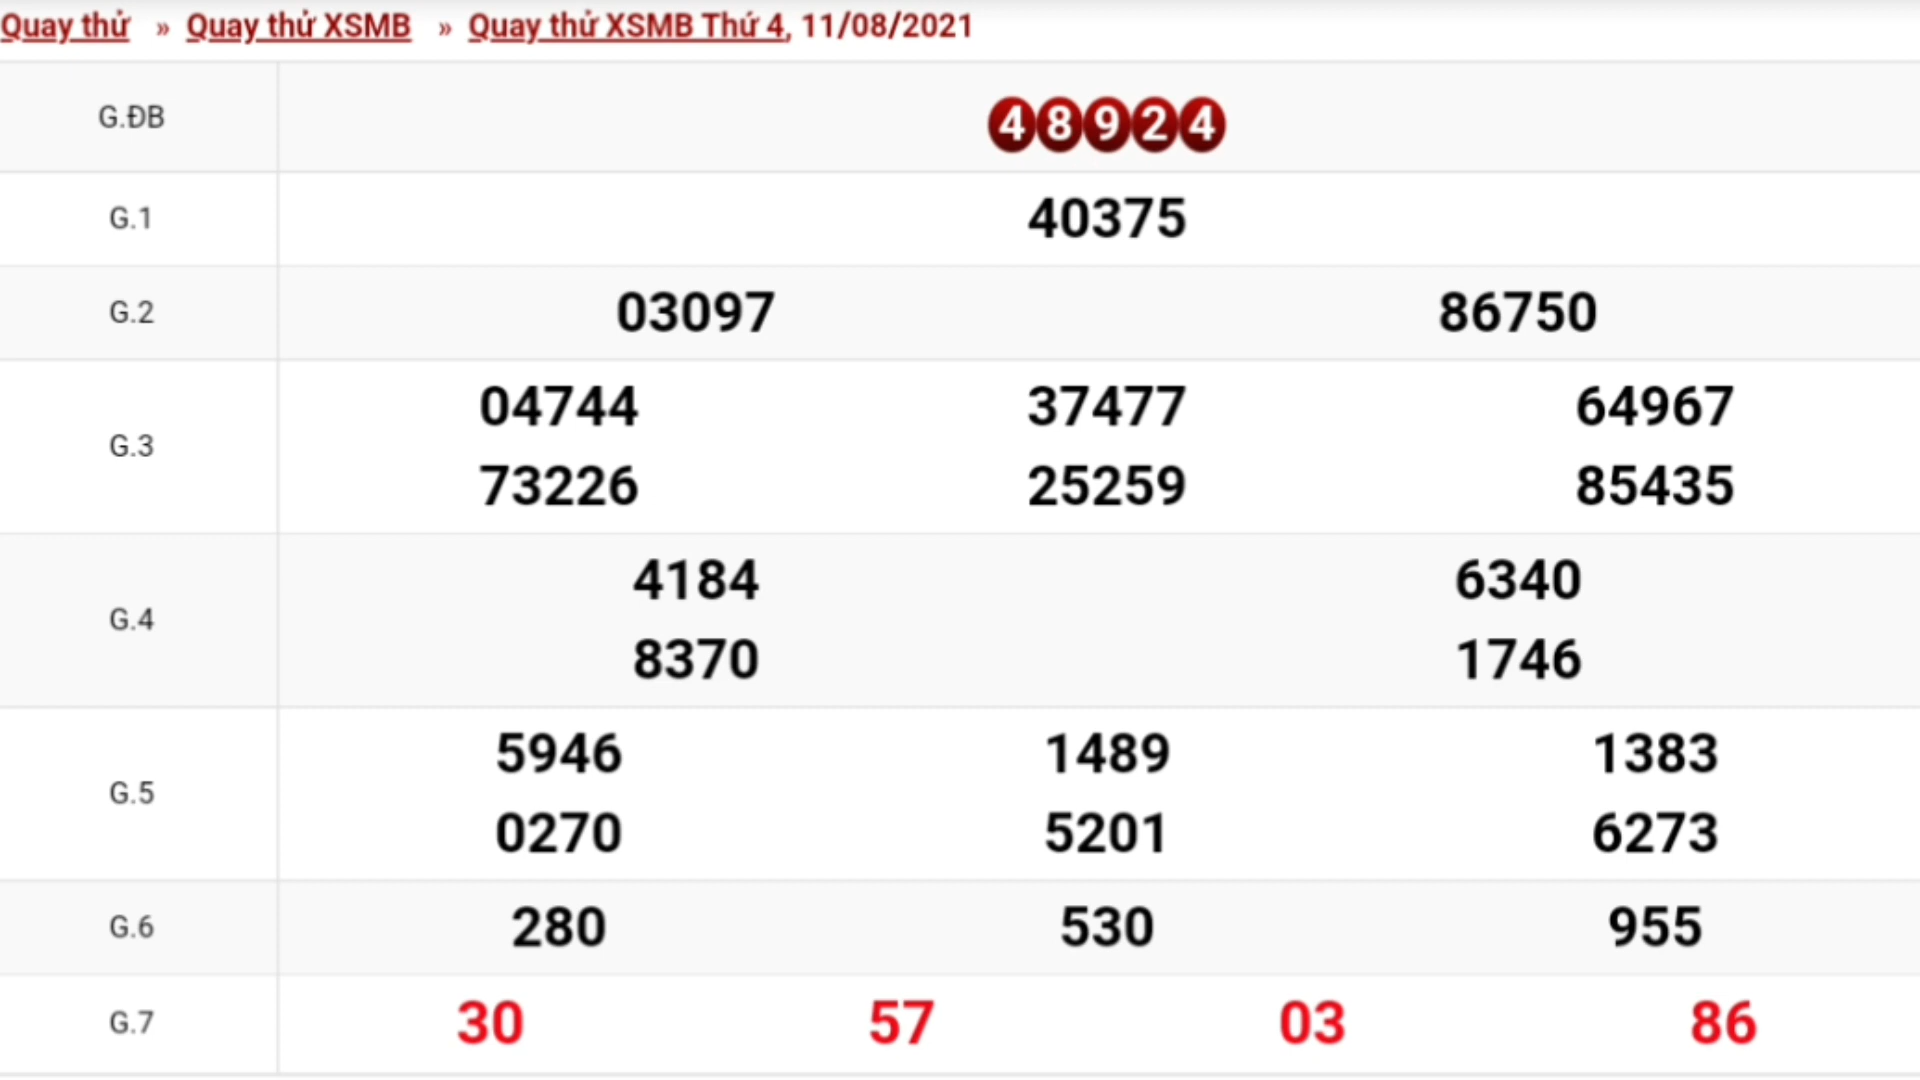 Quay thử » Quay thử XSMB » Quay thử XSMB Thứ 4, 11/08/2021
G.ĐB 48924
G.1 40375
G.2 03097 86750
G.3
04744 37477 64967
73226 25259 85435
G.4
4184 6340
8370 1746
G.5
5946 1489 1383
0270 5201 6273
G.6 280 530 955
G.7 30 57 03 86